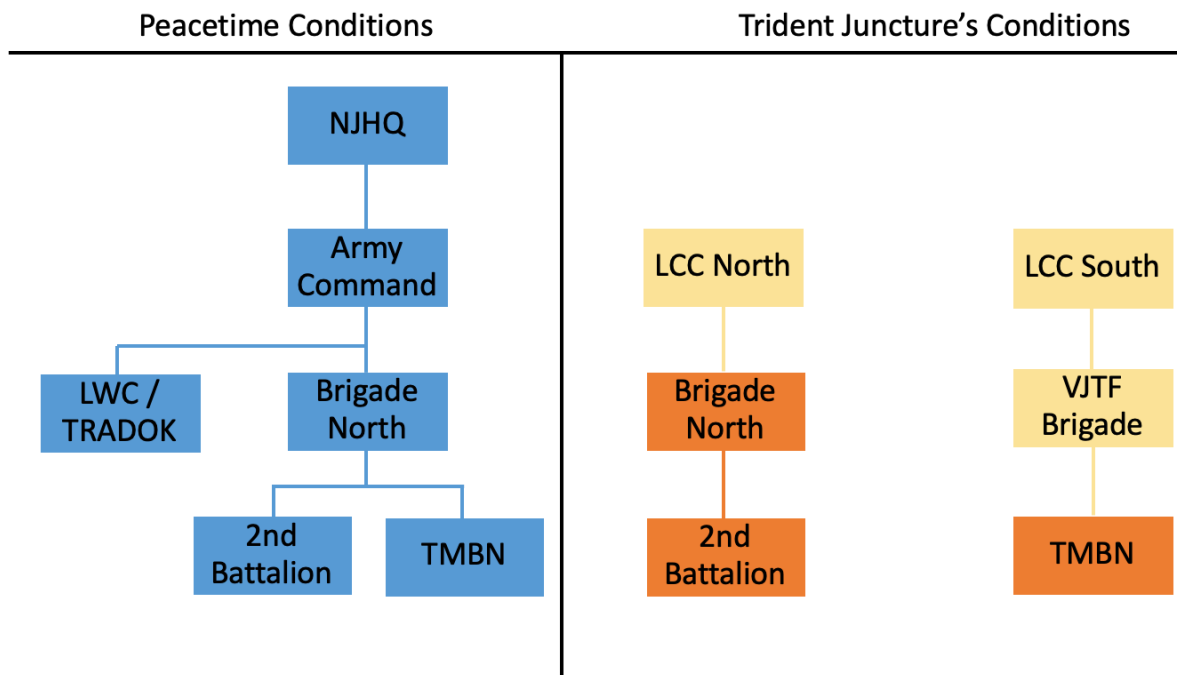 Peacetime Conditions
Trident Juncture’s Conditions
NJHQ
Army
Command
LCC North
LCC South
LWC /
TRADOK
Brigade
North
Brigade
North
VJTF
Brigade
2nd
Battalion
TMBN
2nd
Battalion
TMBN